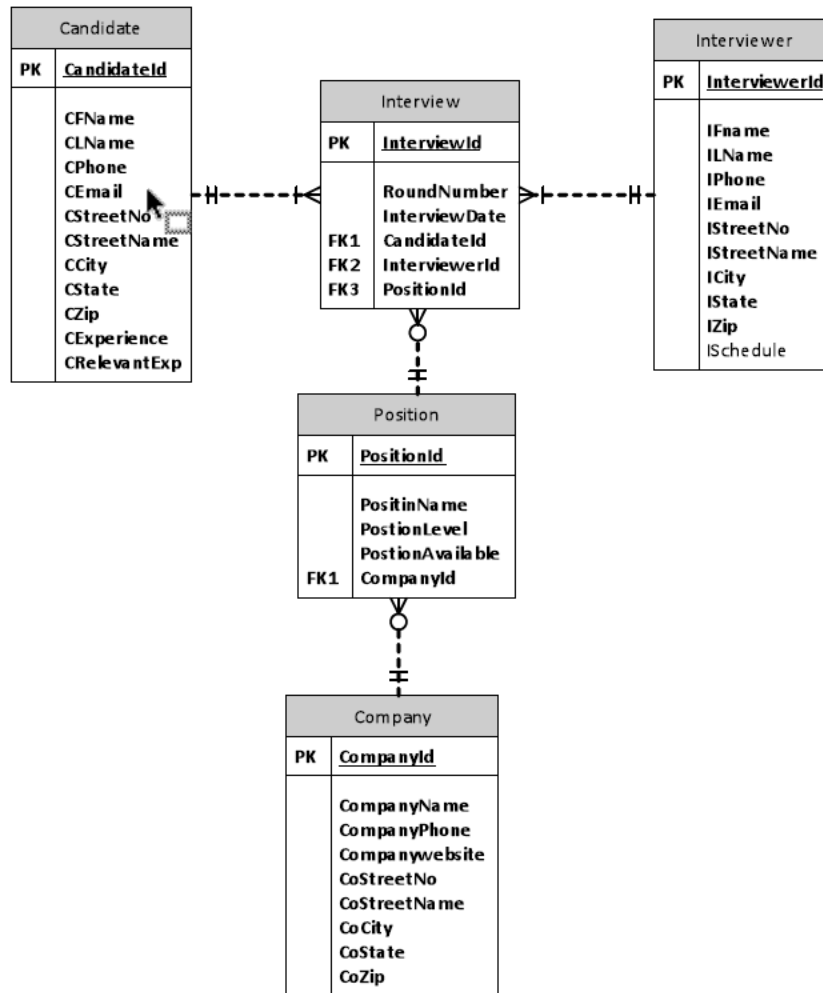 Candidate
PK CandidateId
CFName
CLName
CPhone
CEmail
CStreetNo
CStreetName
CCity
CState
CZip
CExperience
CRelevantExp
Interview
PK InterviewId
RoundNumber
InterviewDate
FK1 CandidateId
FK2 InterviewerId
FK3 PositionId
Interviewer
PK InterviewerId
IFname
ILName
IPhone
IEmail
IStreetNo
IStreetName
ICity
IState
IZip
ISchedule
Position
PK PositionId
PositinName
PostionLevel
PostionAvailable
FK1 CompanyId
Company
PK CompanyId
CompanyName
CompanyPhone
Companywebsite
CoStreetNo
CoStreetName
CoCity
CoState
CoZip